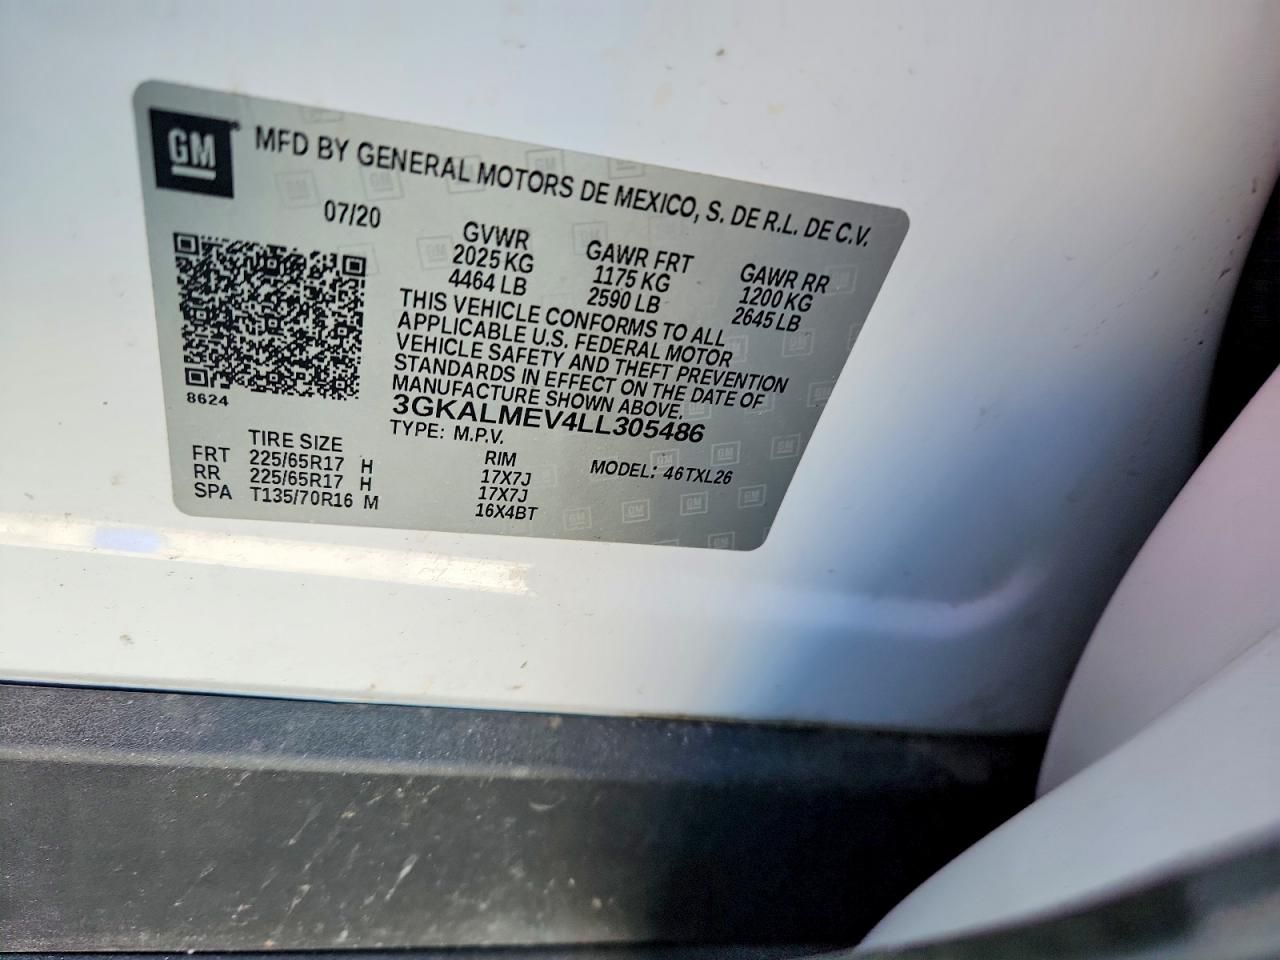 GM
MFD BY GENERAL MOTORS DE MEXICO, S. DE R.L. DE C.V.
07/20
GVWR GAWR FRT GAWR RR
2025 KG 1175 KG 1200 KG
4464 LB 2590 LB 2645 LB
THIS VEHICLE CONFORMS TO ALL
APPLICABLE U.S. FEDERAL MOTOR
VEHICLE SAFETY AND THEFT PREVENTION
STANDARDS IN EFFECT ON THE DATE OF
MANUFACTURE SHOWN ABOVE.
8624
3GKALMEV4LL305486
TYPE: M.P.V. MODEL: 46TXL26
TIRE SIZE RIM
FRT 225/65R17 H 17X7J
RR 225/65R17 H 17X7J
SPA T135/70R16 M 16X4BT